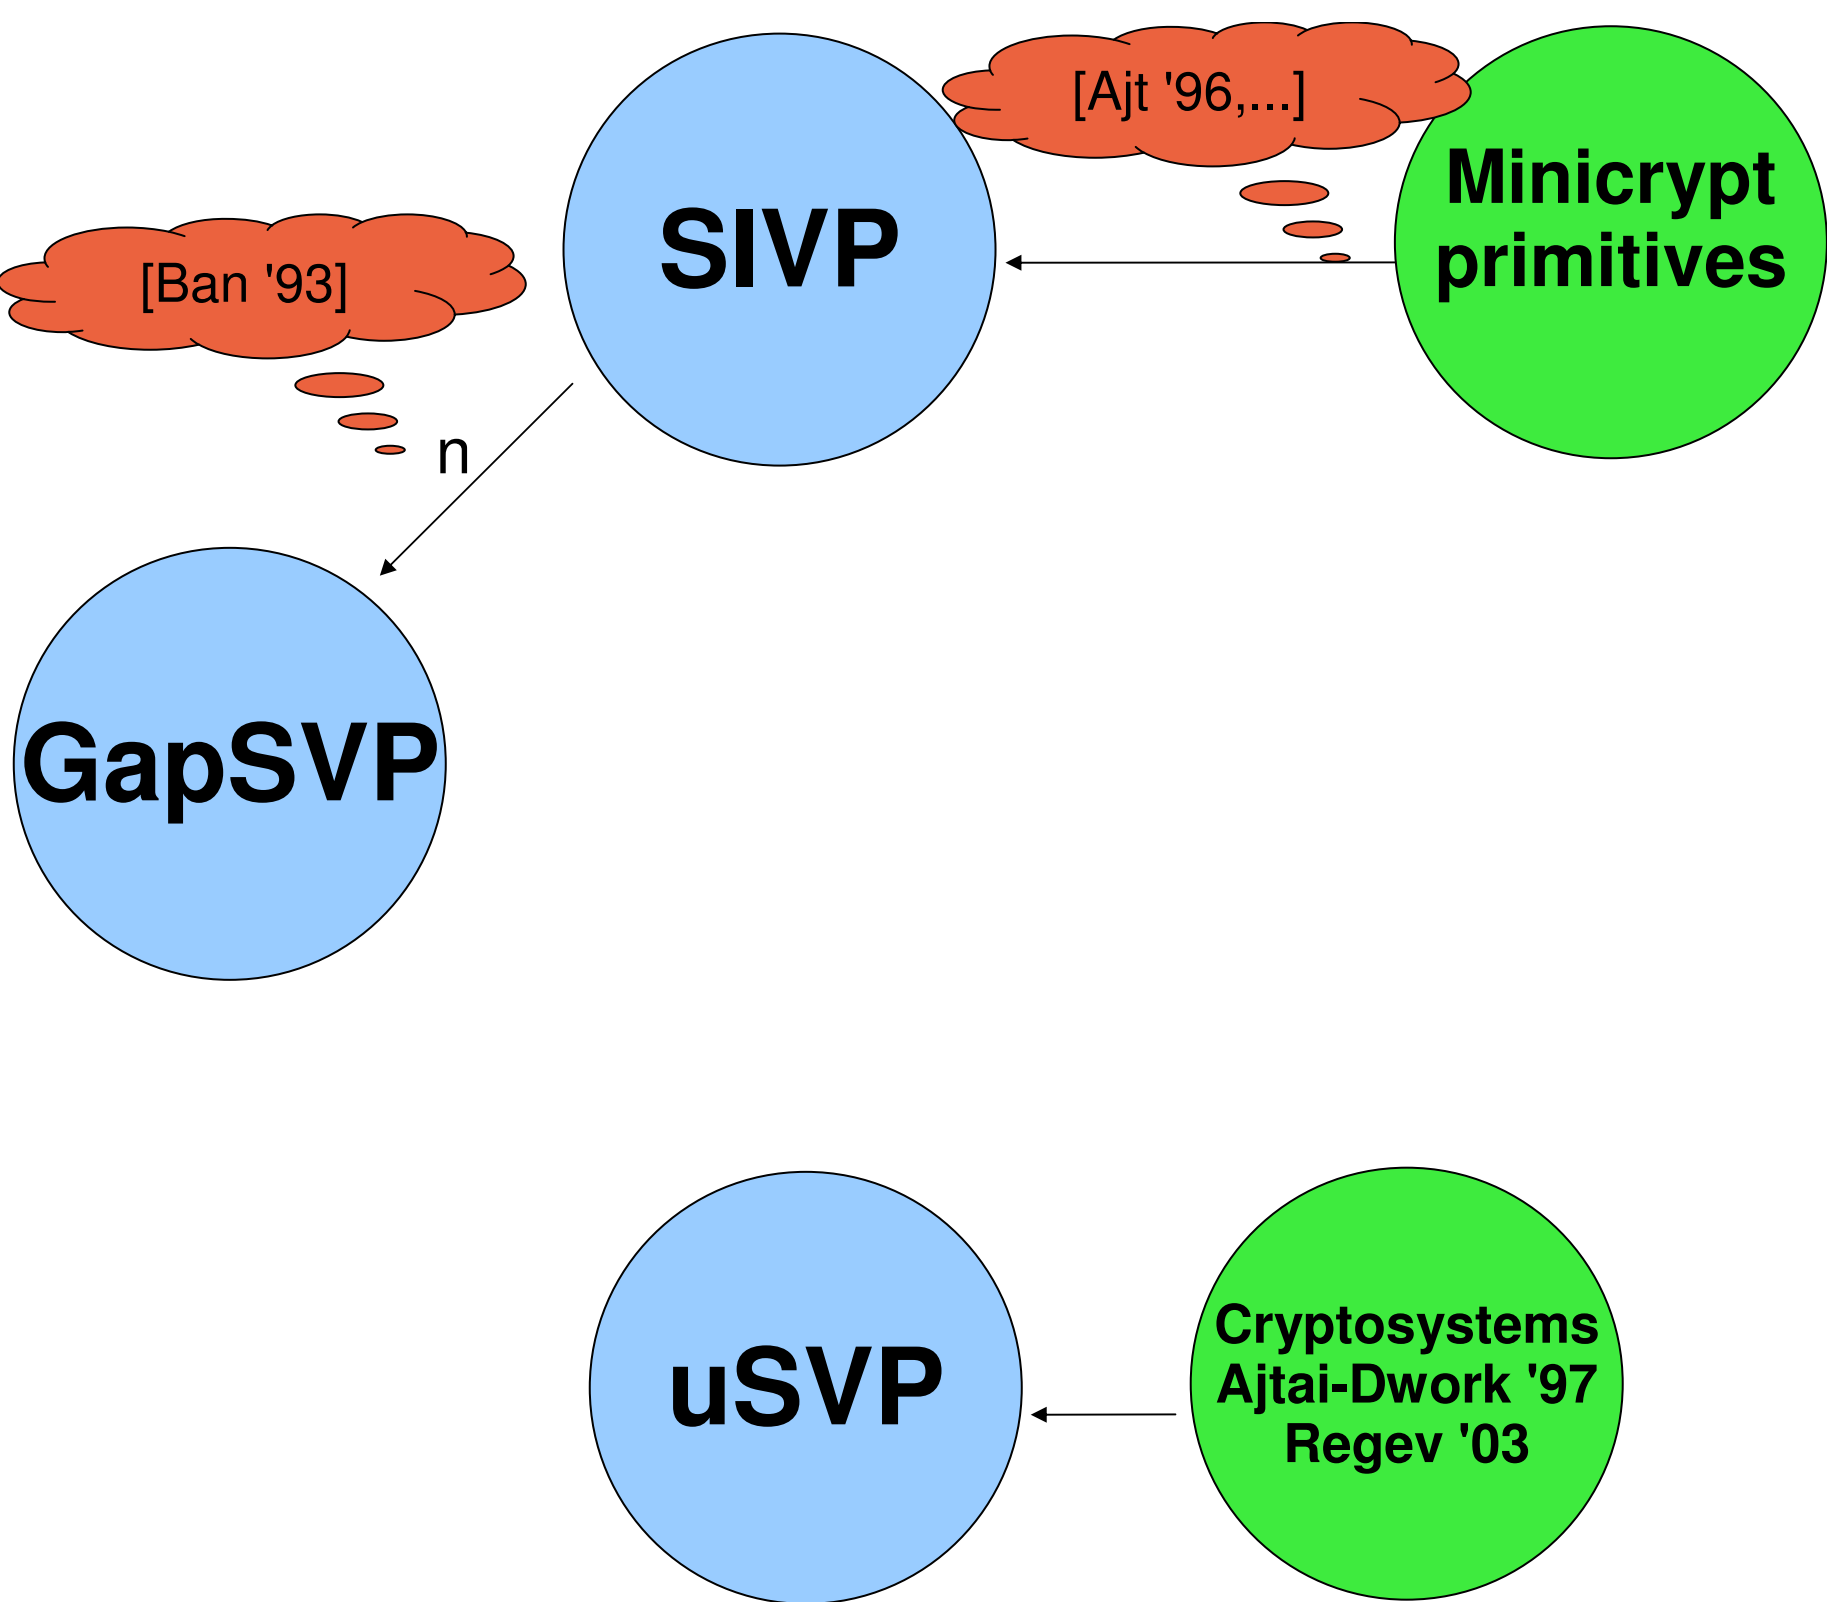 [Ajt '96,...]
Minicrypt
primitives
SIVP
[Ban '93]
n
GapSVP
uSVP
Cryptosystems
Ajtai-Dwork '97
Regev '03